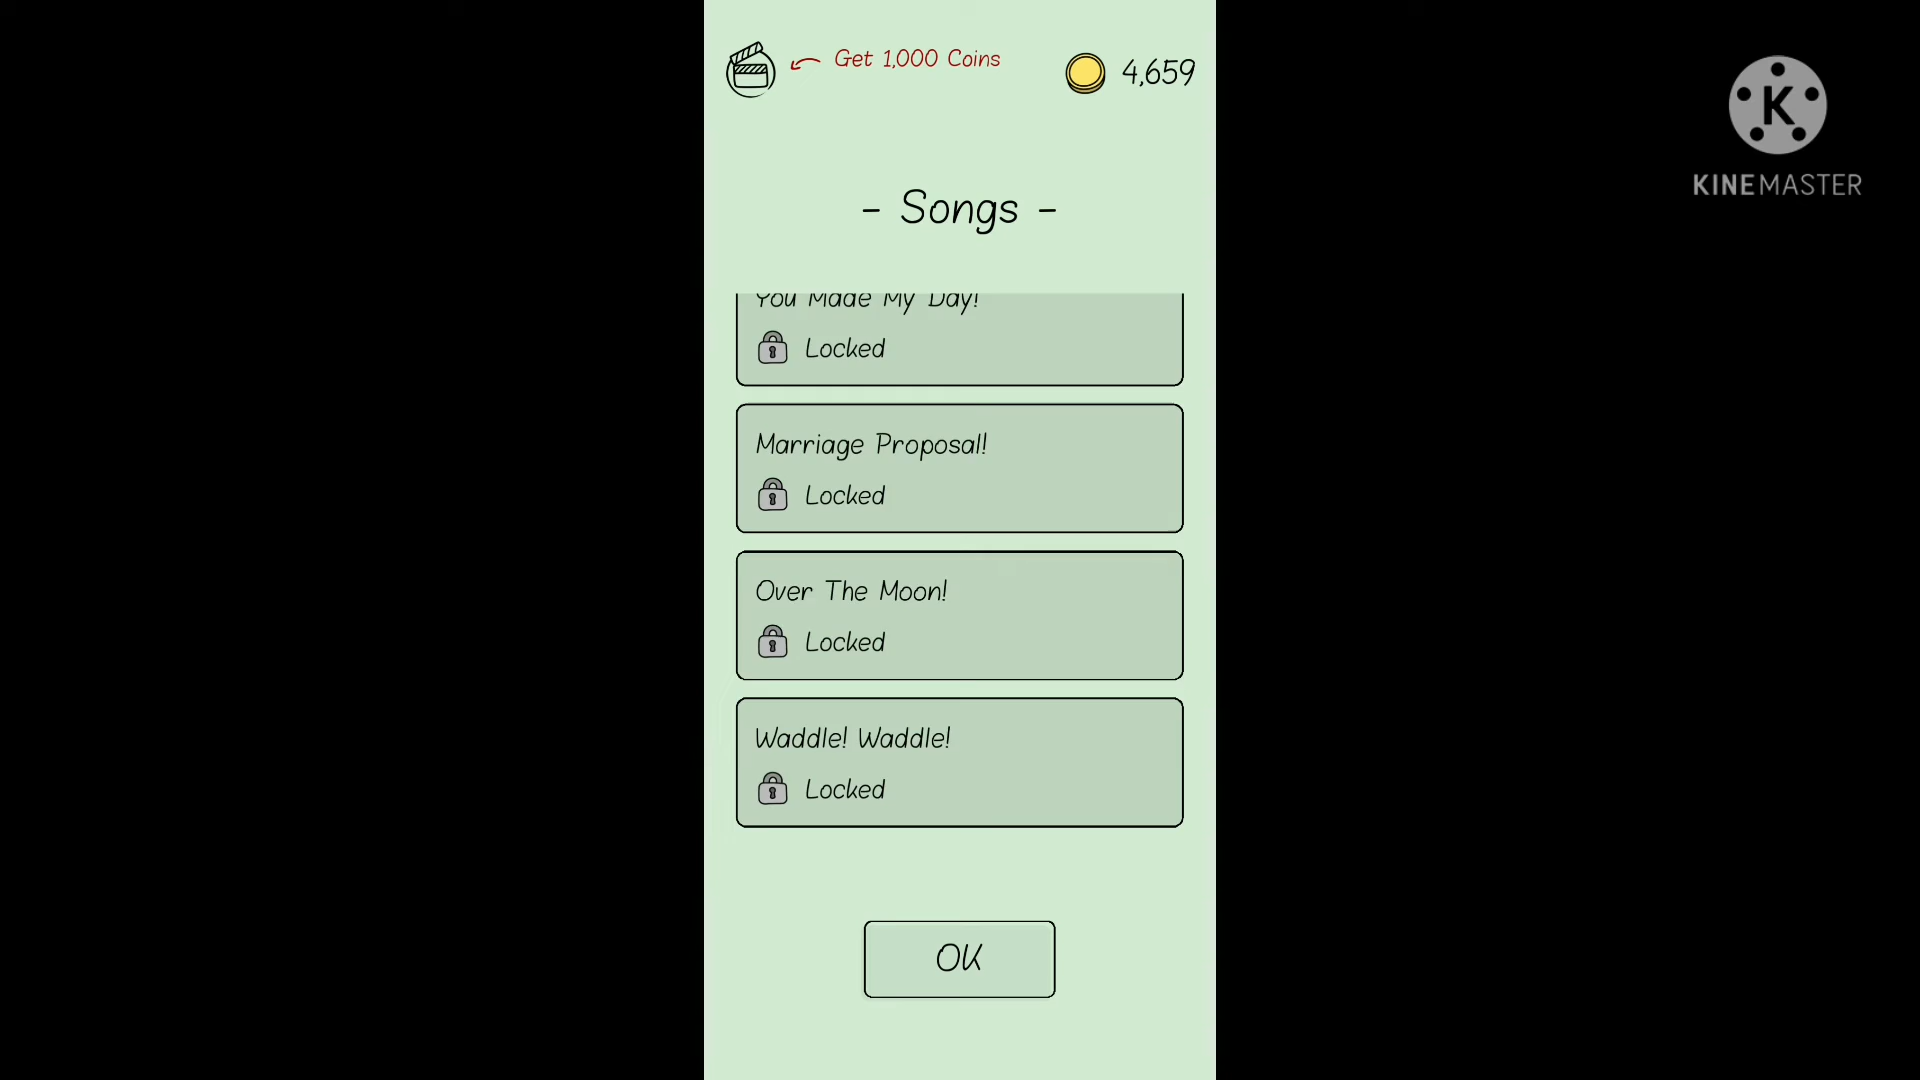 Get 1,000 Coins
4,659
- Songs -
You Made My Day!
Locked
Marriage Proposal!
Locked
Over The Moon!
Locked
Waddle! Waddle!
Locked
OK
K
KINEMASTER